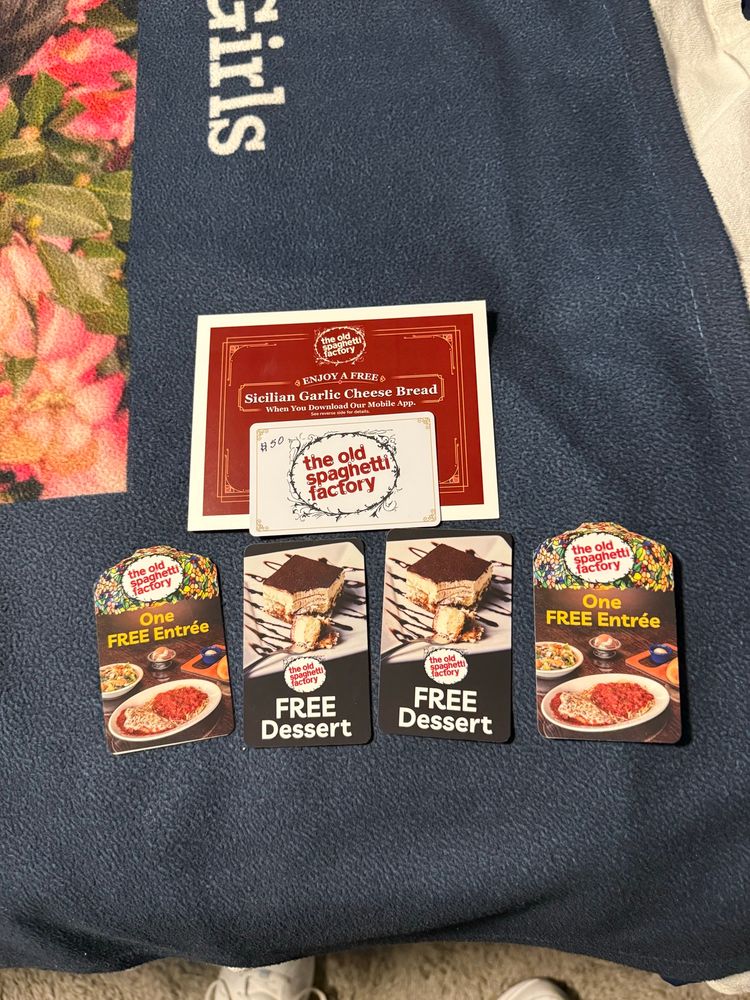 Girls
the old
spaghetti
factory
ENJOY A FREE
Sicilian Garlic Cheese Bread
When You Download Our Mobile App.
See reverse side for details.
$50
the old
spaghetti
factory
the old
spaghetti
factory
One
FREE Entrée
the old
spaghetti
factory
FREE
Dessert
the old
spaghetti
factory
FREE
Dessert
the old
spaghetti
factory
One
FREE Entrée